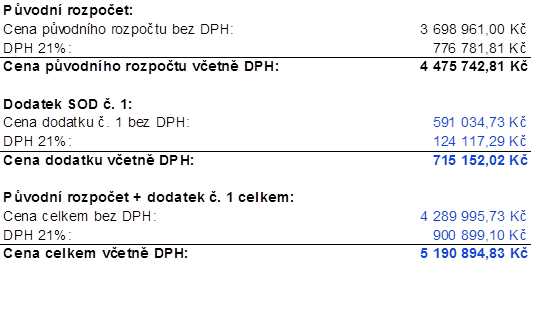 Původní rozpočet:
Cena původního rozpočtu bez DPH: 3 698 961,00 Kč
DPH 21%: 776 781,81 Kč
Cena původního rozpočtu včetně DPH: 4 475 742,81 Kč
Dodatek SOD č. 1:
Cena dodatku č. 1 bez DPH: 591 034,73 Kč
DPH 21%: 124 117,29 Kč
Cena dodatku včetně DPH: 715 152,02 Kč
Původní rozpočet + dodatek č. 1 celkem:
Cena celkem bez DPH: 4 289 995,73 Kč
DPH 21%: 900 899,10 Kč
Cena celkem včetně DPH: 5 190 894,83 Kč